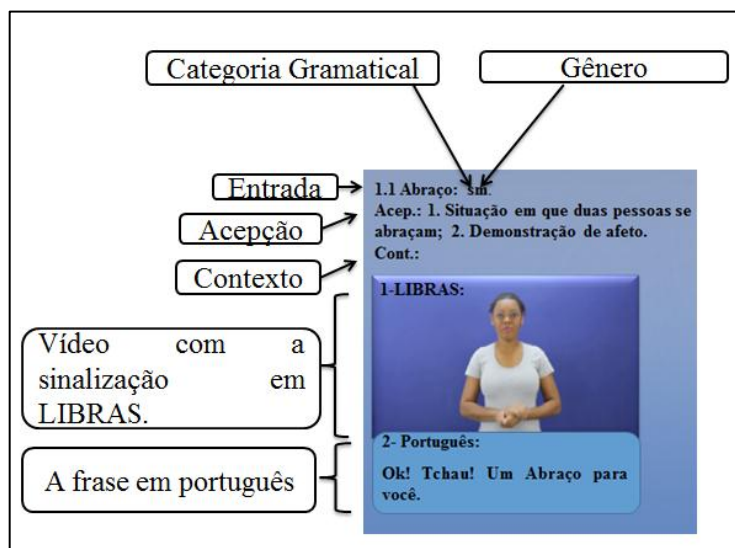 Categoria Gramatical
Gênero
Entrada
1.1 Abraço: sm.
Acepção
Acep.: 1. Situação em que duas pessoas se
abraçam; 2. Demonstração de afeto.
Contexto
Cont.:
1-LIBRAS:
Vídeo com a
sinalização em
LIBRAS.
2- Português:
A frase em português
Ok! Tchau! Um Abraço para
você.